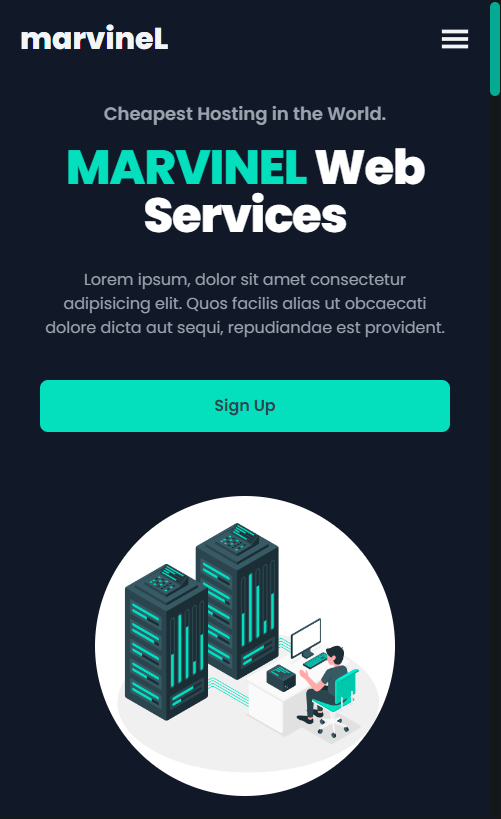 marvineL
Cheapest Hosting in the World.
MARVINEL Web
Services
Lorem ipsum, dolor sit amet consectetur
adipisicing elit. Quos facilis alias ut obcaecati
dolore dicta aut sequi, repudiandae est provident.
Sign Up